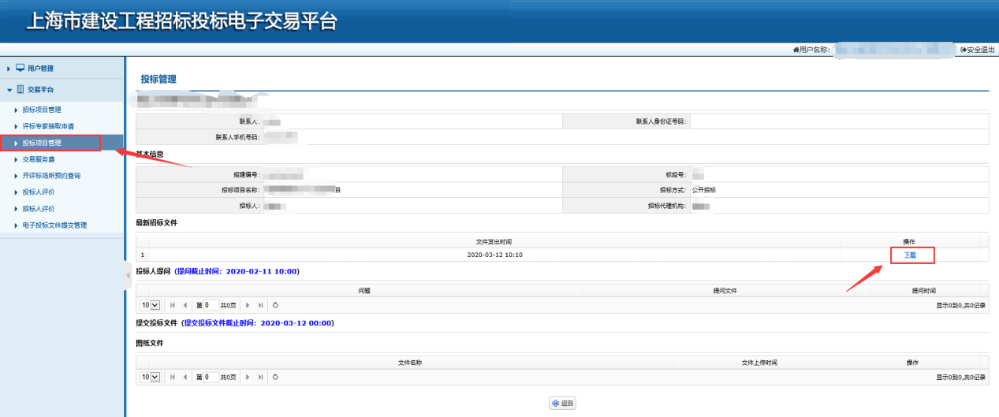 上海市建设工程招标投标电子交易平台
用户名称: 安全退出
用户管理
交易平台
招标项目管理
评标专家抽取申请
投标项目管理
交易服务费
开评标场所预约查询
投标人评价
招标人评价
电子投标文件提交管理
投标管理
联系人: 联系人身份证号码:
联系人手机号码:
基本信息
报建编号: 标段号:
招标项目名称: 目 招标方式: 公开招标
招标人: 招标代理机构:
最新招标文件
文件发出时间 操作
1 2020-03-12 10:10 下载
投标人提问 (提问截止时间: 2020-02-11 10:00)
问题 提问文件 提问时间
10 第 0 共0页 显示0到0,共0记录
提交投标文件 (提交投标文件截止时间: 2020-03-12 00:00)
图纸文件
文件名称 文件上传时间 操作
10 第 0 共0页 显示0到0,共0记录
返回